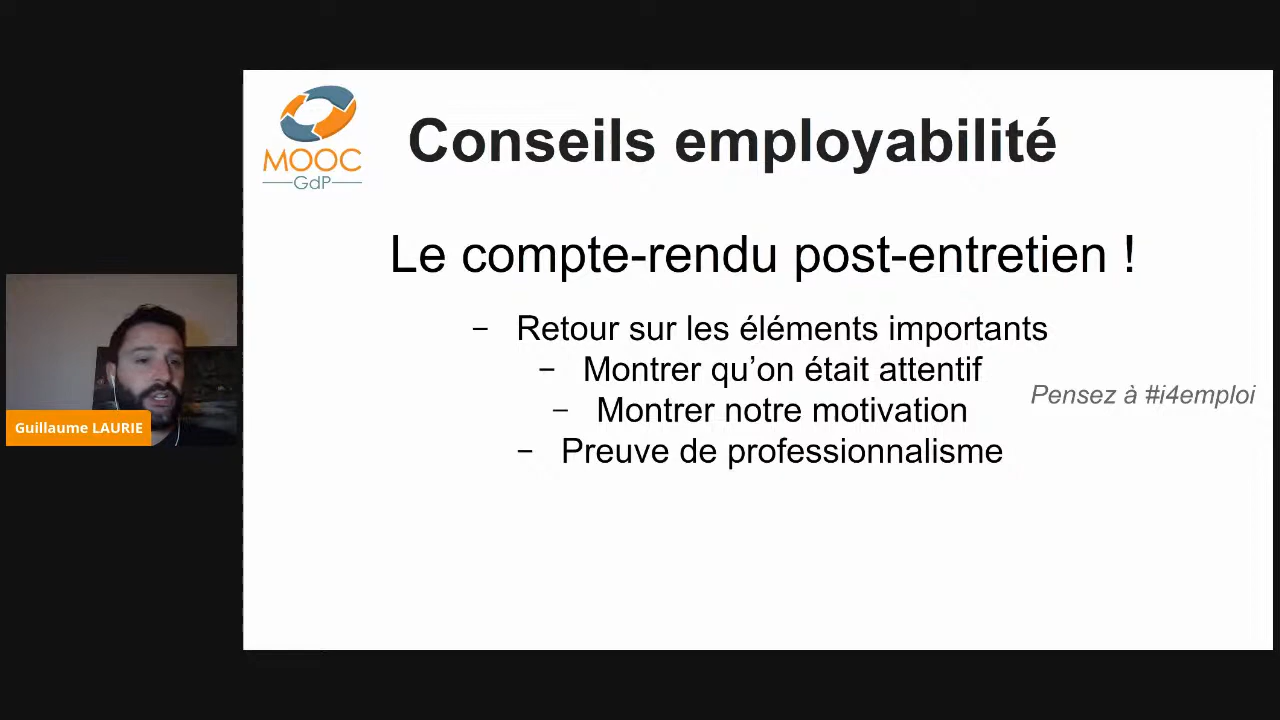 MOOC
GdP
Conseils employabilité
Le compte-rendu post-entretien !
− Retour sur les éléments importants
− Montrer qu’on était attentif
− Montrer notre motivation
− Preuve de professionnalisme
Pensez à #i4emploi
Guillaume LAURIE